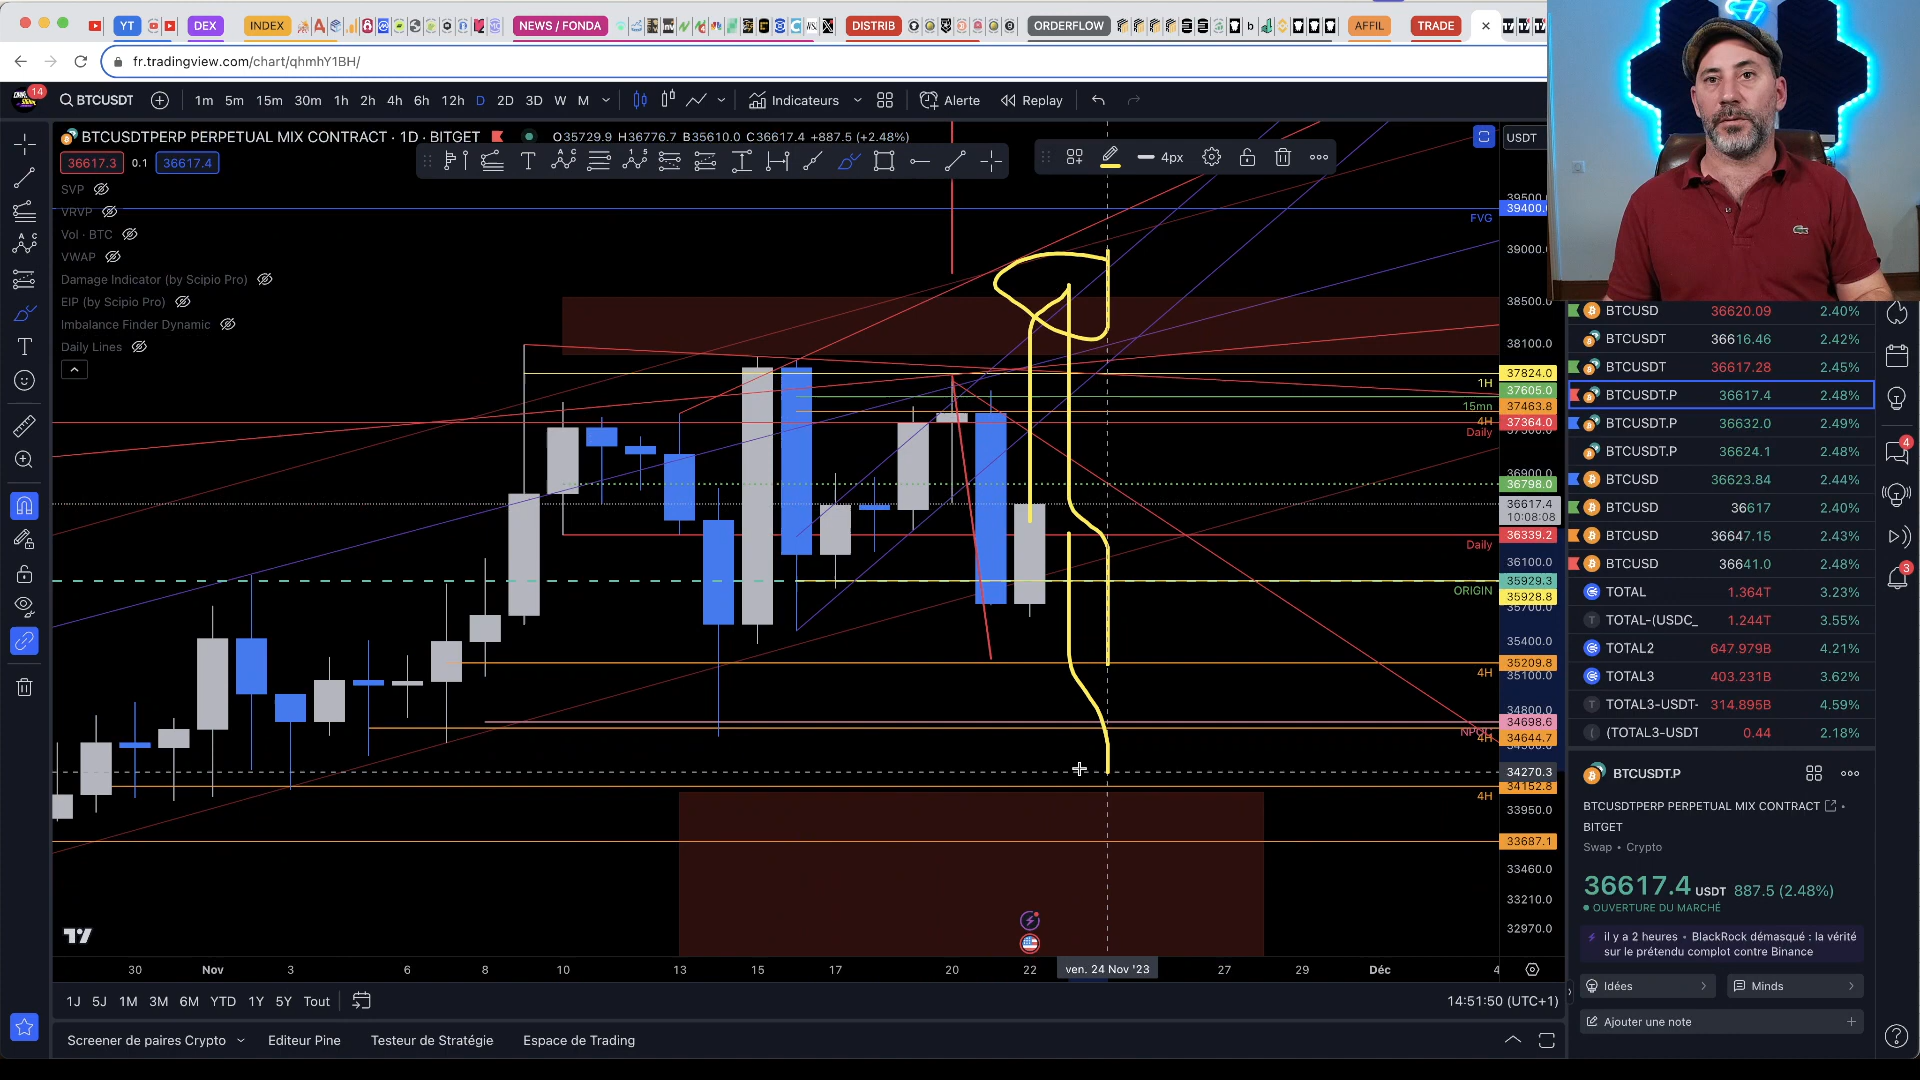 YT
DEX
INDEX
NEWS / FONDA
DISTRIB
ORDERFLOW
AFFIL
TRADE
fr.tradingview.com/chart/qhmhY1BH/
14
BTCUSDT
1m 5m 15m 30m 1h 2h 4h 6h 12h D 2D 3D W M
Indicateurs
Alerte
Replay
BTCUSDTPERP PERPETUAL MIX CONTRACT · 1D · BITGET
O35729.9 H36776.7 B35610.0 C36617.4 +887.5 (+2.48%)
USDT
36617.3 0.1 36617.4
4px
SVP
VRVP
Vol · BTC
VWAP
Damage Indicator (by Scipio Pro)
EIP (by Scipio Pro)
Imbalance Finder Dynamic
Daily Lines
39400.
FVG
39000.
38500.
38100.0
37824.0
1H
37605.0
15mn
37463.8
4H
37364.0
Daily
36900.0
36798.0
36617.4
10:08:08
36339.2
Daily
36100.0
35929.3
ORIGIN
35928.8
35700.0
35400.0
35209.8
4H
35100.0
34800.0
34698.6
34644.7
4H
34270.3
34152.8
4H
33950.0
33687.1
33460.0
33210.0
32970.0
30 Nov 3 6 8 10 13 15 17 20 22 ven. 24 Nov '23 27 29 Déc 4
1J 5J 1M 3M 6M YTD 1Y 5Y Tout
14:51:50 (UTC+1)
Screener de paires Crypto
Editeur Pine
Testeur de Stratégie
Espace de Trading
BTCUSD 36620.09 2.40%
BTCUSDT 36616.46 2.42%
BTCUSDT 36617.28 2.45%
BTCUSDT.P 36617.4 2.48%
BTCUSDT.P 36632.0 2.49%
BTCUSDT.P 36624.1 2.48%
BTCUSD 36623.84 2.44%
BTCUSD 36617 2.40%
BTCUSD 36647.15 2.43%
BTCUSD 36641.0 2.48%
TOTAL 1.364T 3.23%
TOTAL-(USDC_ 1.244T 3.55%
TOTAL2 647.979B 4.21%
TOTAL3 403.231B 3.62%
TOTAL3-USDT- 314.895B 4.59%
(TOTAL3-USDT 0.44 2.18%
4
3
BTCUSDT.P
BTCUSDTPERP PERPETUAL MIX CONTRACT
BITGET
Swap • Crypto
36617.4 USDT 887.5 (2.48%)
OUVERTURE DU MARCHÉ
il y a 2 heures • BlackRock démasqué : la vérité
sur le prétendu complot contre Binance
Idées
Minds
Ajouter une note